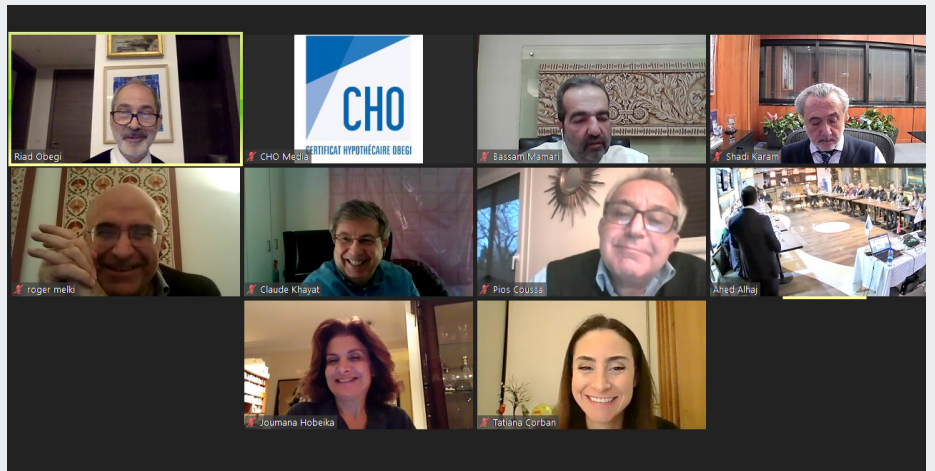 CHO
CERTIFICAT HYPOTHÉCAIRE OBEGI
Riad Obegi
CHO Media
Bassam Mamari
Shadi Karam
roger melki
Claude Khayat
Pios Coussa
Ahed Alhaj
Joumana Hobeika
Tatiana Corban